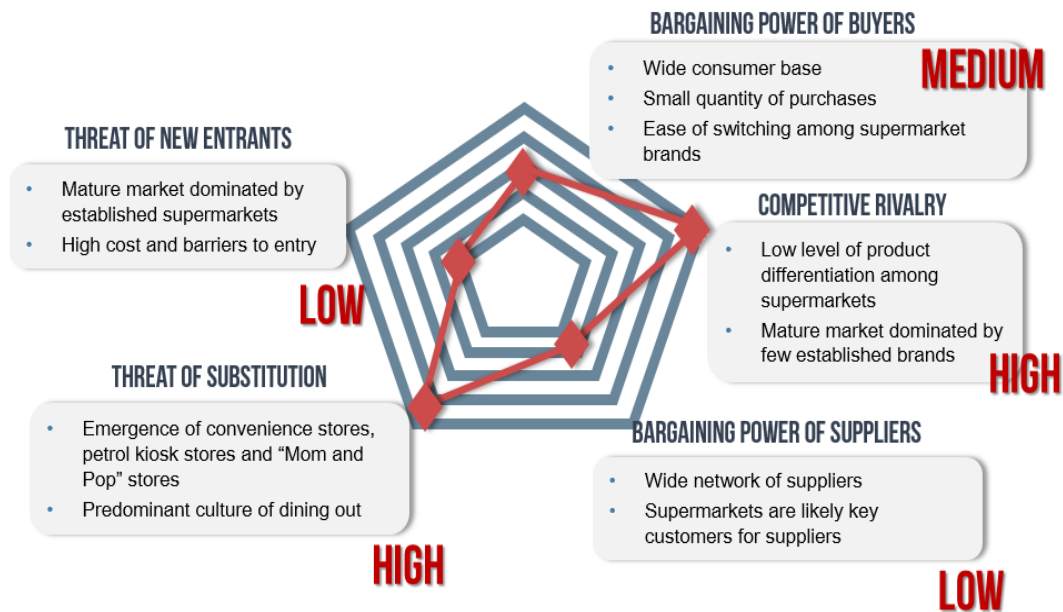 BARGAINING POWER OF BUYERS
MEDIUM
• Wide consumer base
• Small quantity of purchases
• Ease of switching among supermarket
brands
THREAT OF NEW ENTRANTS
• Mature market dominated by
established supermarkets
• High cost and barriers to entry
LOW
COMPETITIVE RIVALRY
• Low level of product
differentiation among
supermarkets
• Mature market dominated by
few established brands
HIGH
THREAT OF SUBSTITUTION
• Emergence of convenience stores,
petrol kiosk stores and “Mom and
Pop” stores
• Predominant culture of dining out
HIGH
BARGAINING POWER OF SUPPLIERS
• Wide network of suppliers
• Supermarkets are likely key
customers for suppliers
LOW